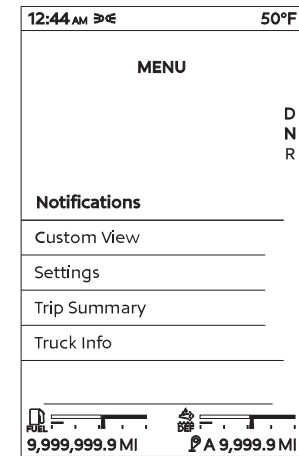 12:44 AM 50°F
MENU
D
N
R
Notifications
Custom View
Settings
Trip Summary
Truck Info
FUEL DEF
9,999,999.9 MI A 9,999.9 MI